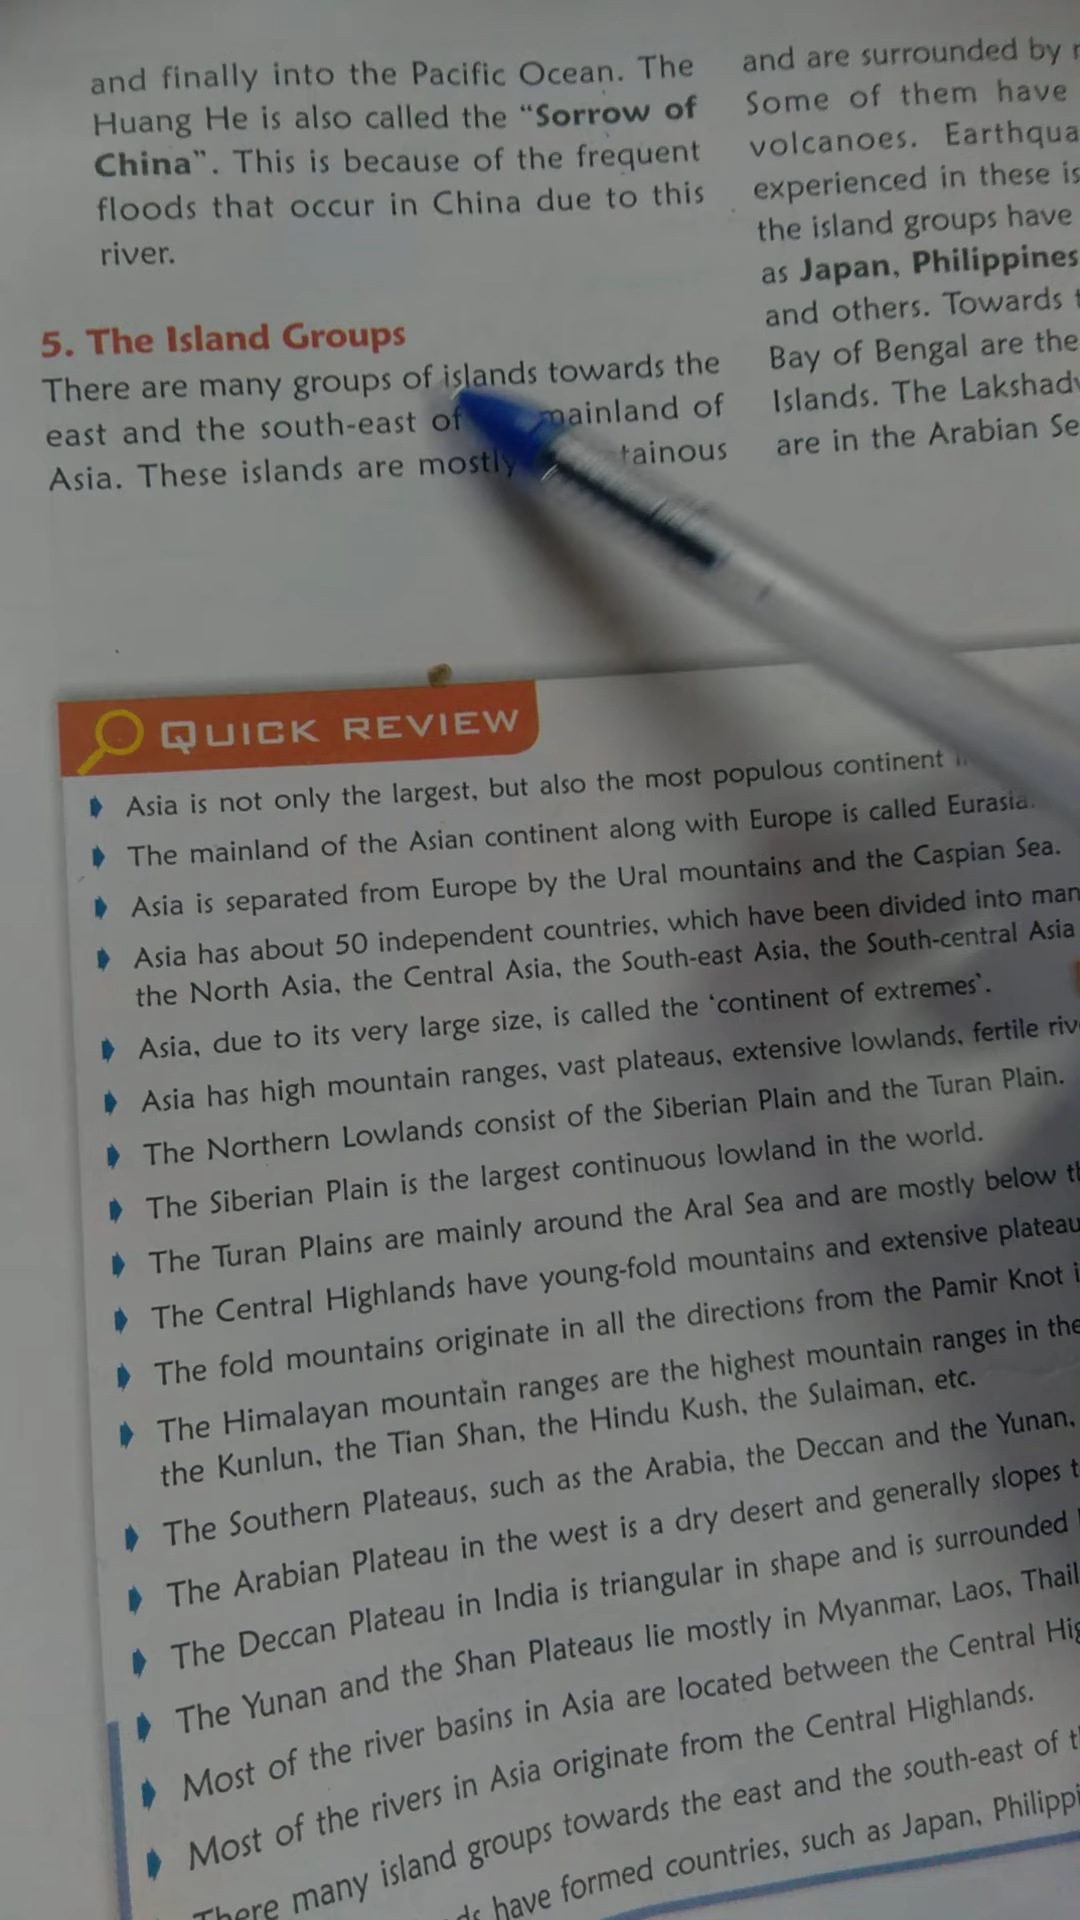 and finally into the Pacific Ocean. The
Huang He is also called the “Sorrow of
China”. This is because of the frequent
floods that occur in China due to this
river.
5. The Island Groups
There are many groups of islands towards the
east and the south-east of mainland of
Asia. These islands are mostly
and are surrounded by
Some of them have
volcanoes.
experienced in these
the island groups have
as Japan, Philippines
and others. Towards
Bay of Bengal are the
Islands. The
are in the Arabian
QUICK REVIEW
Asia is not only the largest, but also the most populous continent
The mainland of the Asian continent along with Europe is called Eurasia.
Asia is separated from Europe by the Ural mountains and the Caspian Sea.
Asia has about 50 independent countries, which have been divided into
the North Asia, the Central Asia, the South-east Asia, the South-central Asia
Asia, due to its very large size, is called the ‘continent of extremes’.
Asia has high mountain ranges, vast plateaus, extensive lowlands, fertile
The Northern Lowlands consist of the Siberian Plain and the Turan Plain.
The Siberian Plain is the largest continuous lowland in the world.
The Turan Plains are mainly around the Aral Sea and are mostly below
The Central Highlands have young-fold mountains and extensive
The fold mountains originate in all the directions from the Pamir Knot
The Himalayan mountain ranges are the highest mountain ranges in the
the Kunlun, the Tian Shan, the Hindu Kush, the Sulaiman, etc.
The Southern Plateaus, such as the Arabia, the Deccan and the Yunan,
The Arabian Plateau in the west is a dry desert and generally slopes
The Deccan Plateau in India is triangular in shape and is surrounded
The Yunan and the Shan Plateaus lie mostly in Myanmar, Laos,
Most of the river basins in Asia are located between the Central
Most of the rivers in Asia originate from the Central Highlands.
There many island groups towards the east and the south-east of
have formed countries, such as Japan,